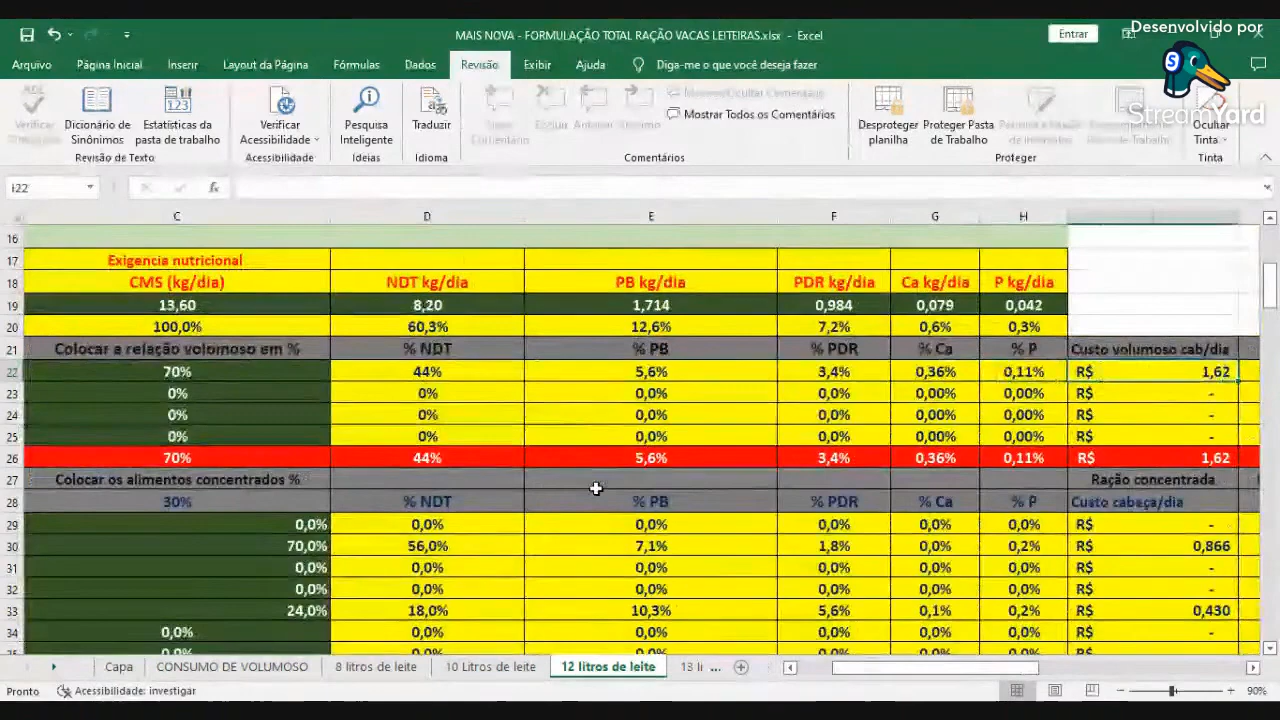 Desenvolvido por
StreamYard
MAIS NOVA - FORMULAÇÃO TOTAL RAÇÃO VACAS LEITEIRAS.xlsx - Excel
Entrar
Arquivo Página Inicial Inserir Layout da Página Fórmulas Dados Revisão Exibir Ajuda Diga-me o que você deseja fazer
Verificar
Dicionário de Sinônimos
Estatísticas da pasta de trabalho
Verificar Acessibilidade
Pesquisa Inteligente
Traduzir
Excluir Anterior
Mostrar Todos os Comentários
Desproteger planilha
Proteger Pasta de Trabalho
Ocultar Tinta
Revisão de Texto Acessibilidade Ideias Idioma Comentários Proteger Tinta
I22 fx
C D E F G H
16
17 Exigencia nutricional
18 CMS (kg/dia) NDT kg/dia PB kg/dia PDR kg/dia Ca kg/dia P kg/dia
19 13,60 8,20 1,714 0,984 0,079 0,042
20 100,0% 60,3% 12,6% 7,2% 0,6% 0,3%
21 Colocar a relação volomoso em % % NDT % PB % PDR % Ca % P Custo volumoso cab/dia
22 70% 44% 5,6% 3,4% 0,36% 0,11% R$ 1,62
23 0% 0% 0,0% 0,0% 0,00% 0,00% R$ -
24 0% 0% 0,0% 0,0% 0,00% 0,00% R$ -
25 0% 0% 0,0% 0,0% 0,00% 0,00% R$ -
26 70% 44% 5,6% 3,4% 0,36% 0,11% R$ 1,62
27 Colocar os alimentos concentrados % Ração concentrada
28 30% % NDT % PB % PDR % Ca % P Custo cabeça/dia
29 0,0% 0,0% 0,0% 0,0% 0,0% 0,0% R$ -
30 70,0% 56,0% 7,1% 1,8% 0,0% 0,2% R$ 0,866
31 0,0% 0,0% 0,0% 0,0% 0,0% 0,0% R$ -
32 0,0% 0,0% 0,0% 0,0% 0,0% 0,0% R$ -
33 24,0% 18,0% 10,3% 5,6% 0,1% 0,2% R$ 0,430
34 0,0% 0,0% 0,0% 0,0% 0,0% 0,0% R$ -
Capa CONSUMO DE VOLUMOSO 8 litros de leite 10 Litros de leite 12 litros de leite 13 li ...
Pronto Acessibilidade: investigar 90%